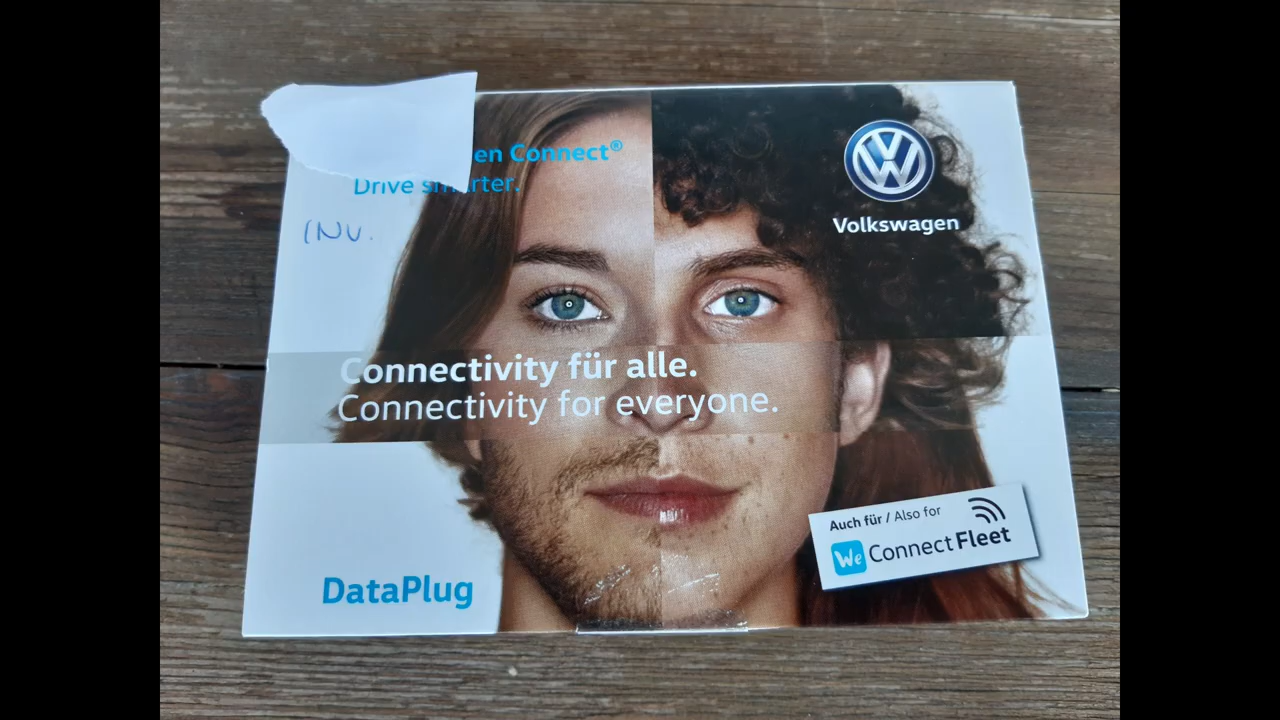 en Connect®
Drive smarter.
INV.
Volkswagen
Connectivity für alle.
Connectivity for everyone.
Auch für / Also for
We Connect Fleet
DataPlug